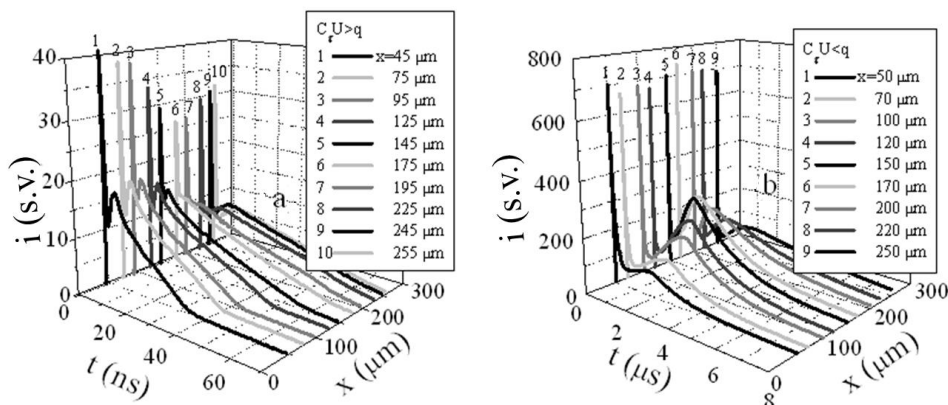 40
30
20
10
0
i (s.v.)
1
2
3
4
5
6
7
8
9
10
a
0
20
40
60
t (ns)
0
100
200
300
x (μm)
CᵣU>q
1 x=45 μm
2 75 μm
3 95 μm
4 125 μm
5 145 μm
6 175 μm
7 195 μm
8 225 μm
9 245 μm
10 255 μm
800
600
400
200
0
i (s.v.)
1
2
3
4
5
6
7
8
9
b
0
2
4
6
8
t (μs)
0
100
200
300
x (μm)
CᵣU<q
1 x=50 μm
2 70 μm
3 100 μm
4 120 μm
5 150 μm
6 170 μm
7 200 μm
8 220 μm
9 250 μm